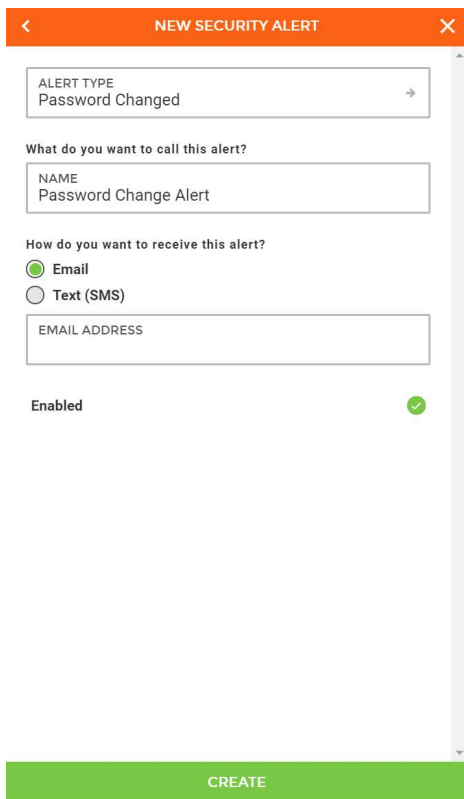 NEW SECURITY ALERT
ALERT TYPE
Password Changed
What do you want to call this alert?
NAME
Password Change Alert
How do you want to receive this alert?
Email
Text (SMS)
EMAIL ADDRESS
Enabled
CREATE